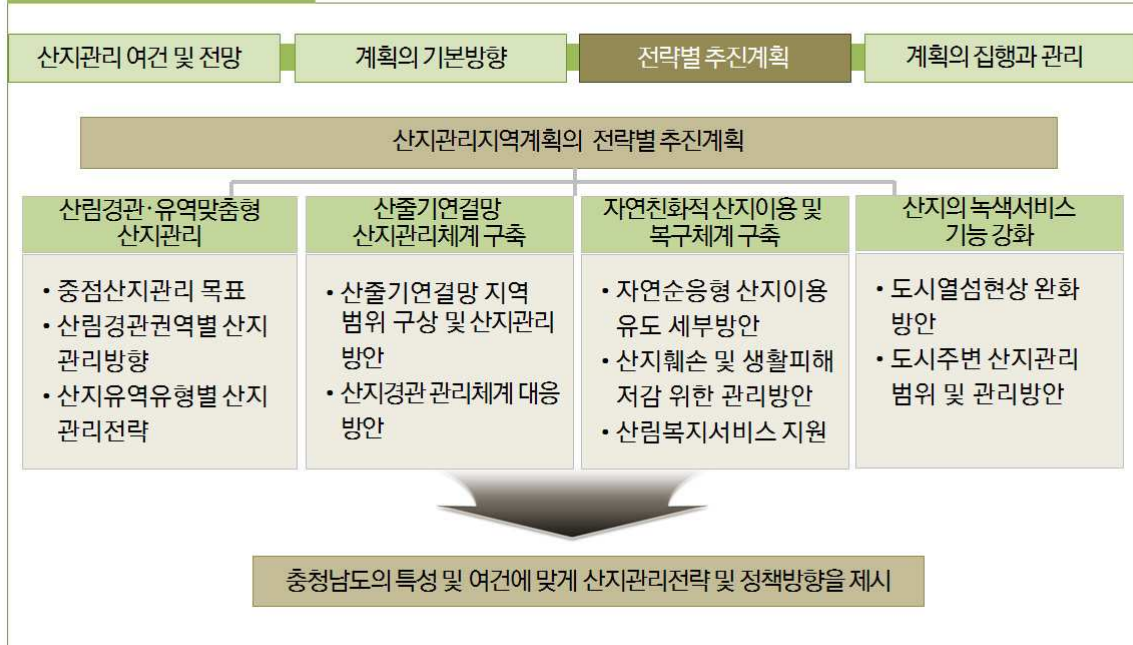 산지관리 여건 및 전망
계획의 기본방향
전략별 추진계획
계획의 집행과 관리
산지관리지역계획의 전략별 추진계획
산림경관·유역맞춤형
산지관리
• 중점산지관리 목표
• 산림경관권역별 산지
관리방향
• 산지유역유형별 산지
관리전략
산줄기연결망
산지관리체계 구축
• 산줄기연결망 지역
범위 구상 및 산지관리
방안
• 산지경관 관리체계 대응
방안
자연친화적 산지이용 및
복구체계 구축
• 자연순응형 산지이용
유도 세부방안
• 산지훼손 및 생활피해
저감 위한 관리방안
• 산림복지서비스 지원
산지의 녹색서비스
기능 강화
• 도시열섬현상 완화
방안
• 도시주변 산지관리
범위 및 관리방안
충청남도의 특성 및 여건에 맞게 산지관리전략 및 정책방향을 제시